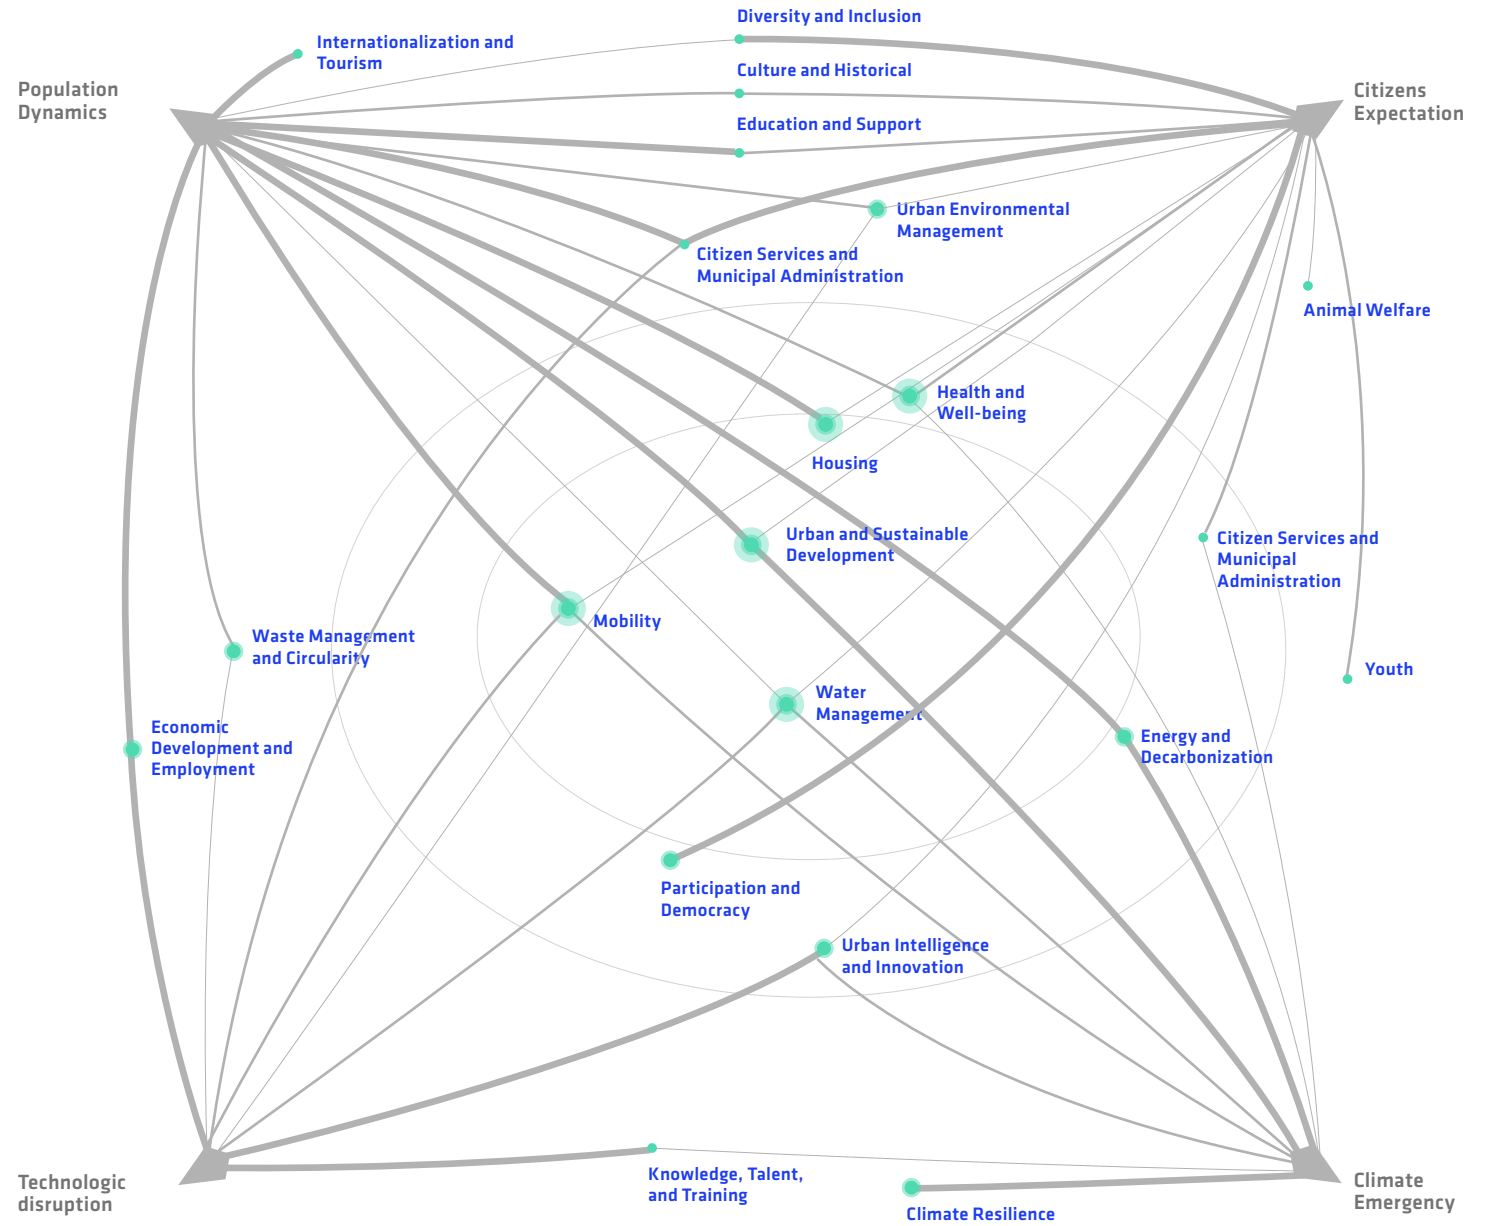 Diversity and Inclusion
Internationalization and
Tourism
Culture and Historical
Population
Dynamics
Citizens
Expectation
Education and Support
Urban Environmental
Management
Citizen Services and
Municipal Administration
Animal Welfare
Health and
Well-being
Housing
Urban and Sustainable
Development
Citizen Services and
Municipal
Administration
Mobility
Waste Management
and Circularity
Youth
Water
Management
Economic
Development and
Employment
Energy and
Decarbonization
Participation and
Democracy
Urban Intelligence
and Innovation
Knowledge, Talent,
and Training
Technologic
disruption
Climate
Emergency
Climate Resilience